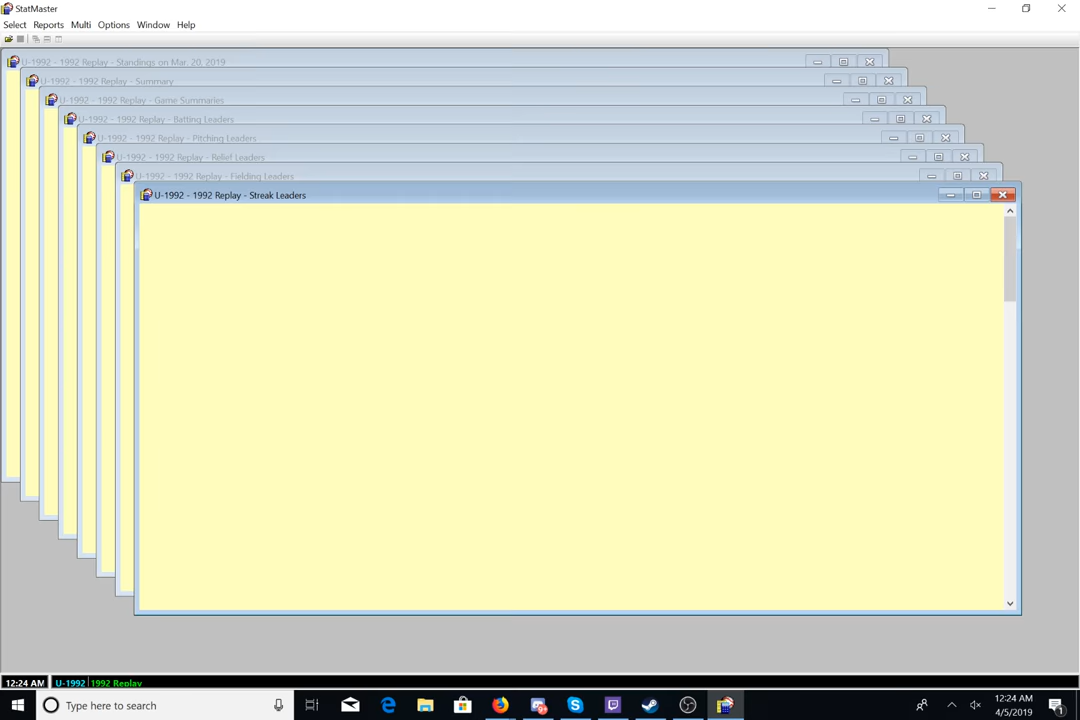 StatMaster
Select Reports Multi Options Window Help
U-1992 - 1992 Replay - Standings on Mar. 20, 2019
U-1992 - 1992 Replay - Summary
U-1992 - 1992 Replay - Game Summaries
U-1992 - 1992 Replay - Batting Leaders
U-1992 - 1992 Replay - Pitching Leaders
U-1992 - 1992 Replay - Relief Leaders
U-1992 - 1992 Replay - Fielding Leaders
U-1992 - 1992 Replay - Streak Leaders
12:24 AM U-1992 1992 Replay
Type here to search
12:24 AM
4/5/2019
1